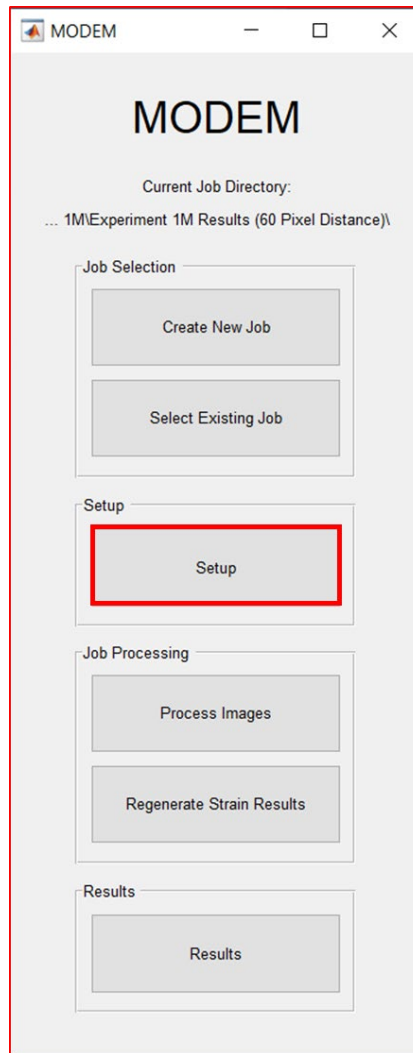 MODEM
MODEM
Current Job Directory:
... 1M\Experiment 1M Results (60 Pixel Distance)\
Job Selection
Create New Job
Select Existing Job
Setup
Setup
Job Processing
Process Images
Regenerate Strain Results
Results
Results